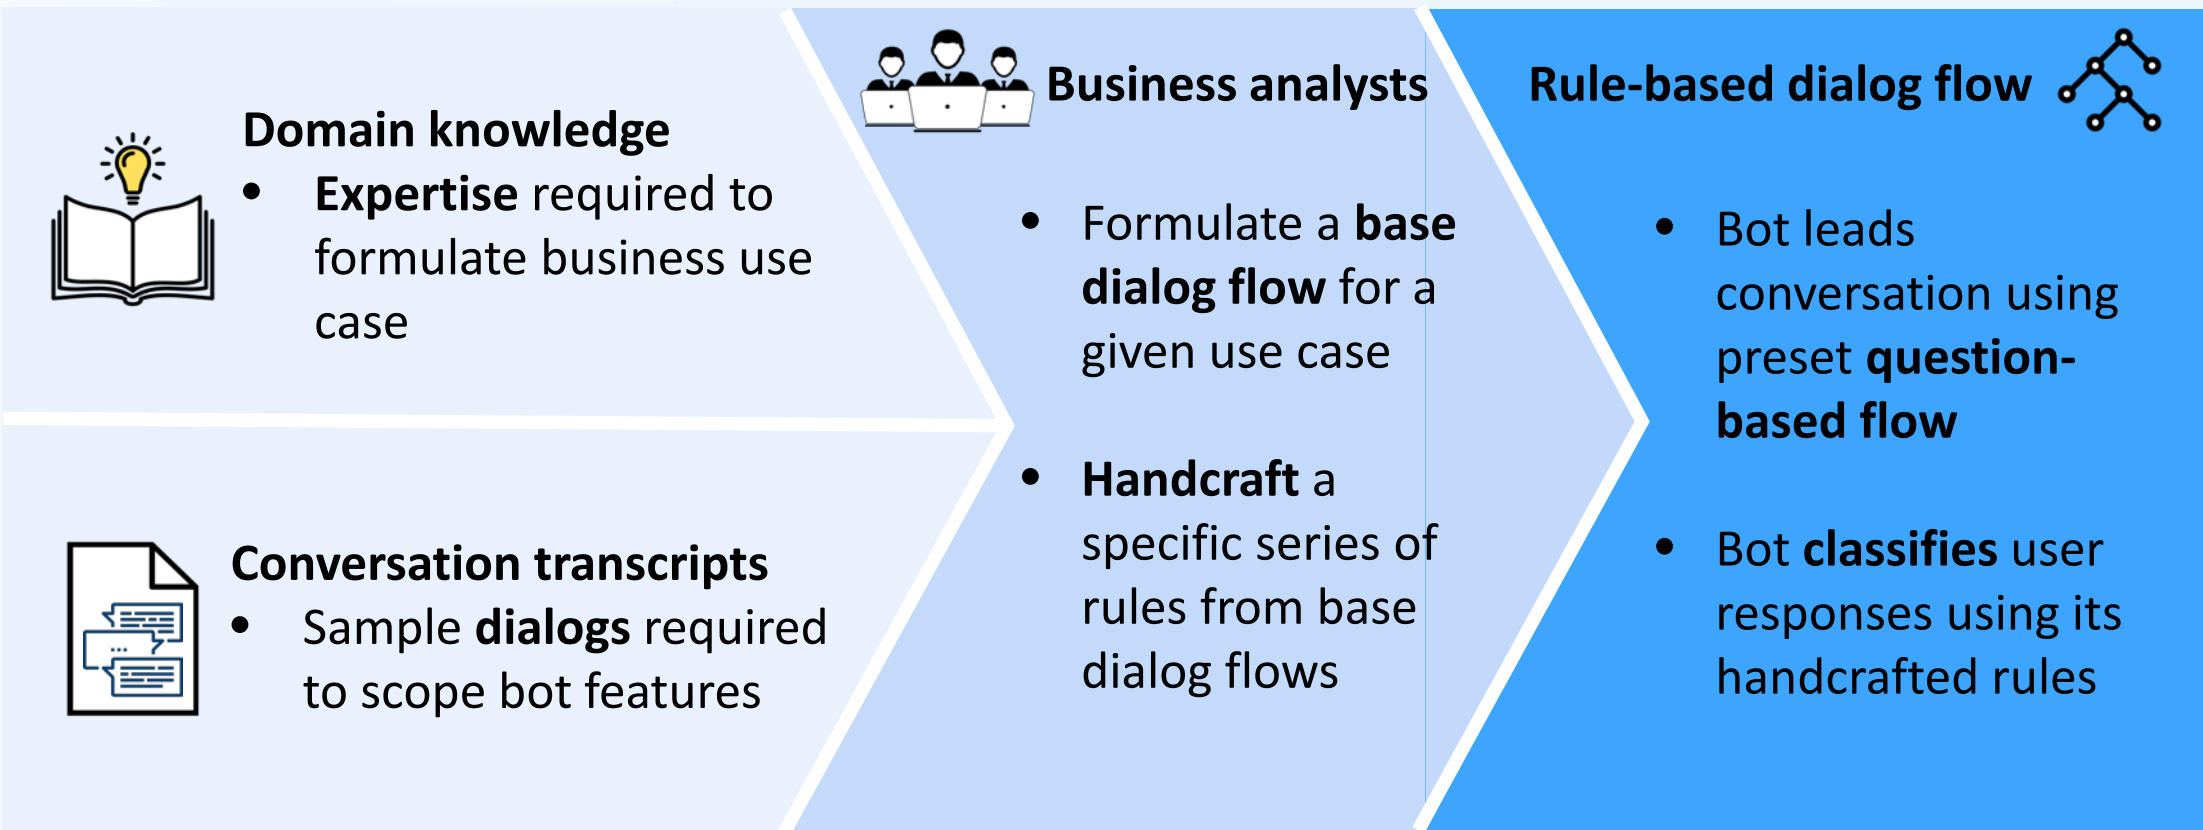 Domain knowledge
• Expertise required to
formulate business use
case
Conversation transcripts
• Sample dialogs required
to scope bot features
Business analysts
• Formulate a base
dialog flow for a
given use case
• Handcraft a
specific series of
rules from base
dialog flows
Rule-based dialog flow
• Bot leads
conversation using
preset question-
based flow
• Bot classifies user
responses using its
handcrafted rules